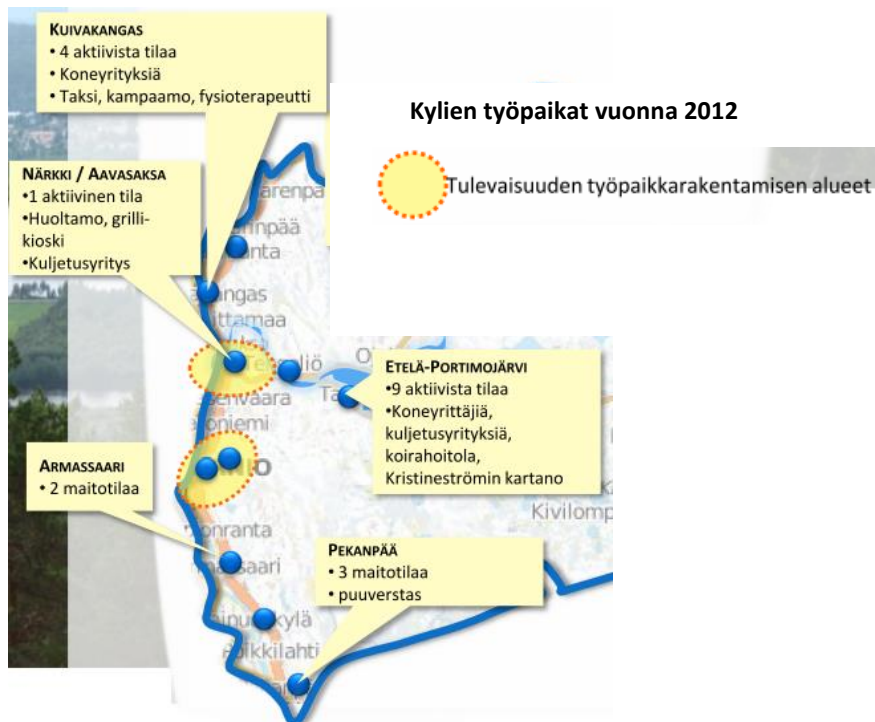 KUIVAKANGAS
• 4 aktiivista tilaa
• Koneyrityksiä
• Taksi, kampaamo, fysioterapeutti
Kylien työpaikat vuonna 2012
Tulevaisuuden työpaikkarakentamisen alueet
NÄRKKI / AAVASAKSA
•1 aktiivinen tila
•Huoltamo, grilli-
kioski
•Kuljetusyritys
ETELÄ-PORTIMOJÄRVI
•9 aktiivista tilaa
•Koneyrittäjiä,
kuljetusyrityksiä,
koirahoitola,
Kristineströmin kartano
ARMASSAARI
• 2 maitotilaa
Kivilomp
PEKANPÄÄ
• 3 maitotilaa
• puuverstas